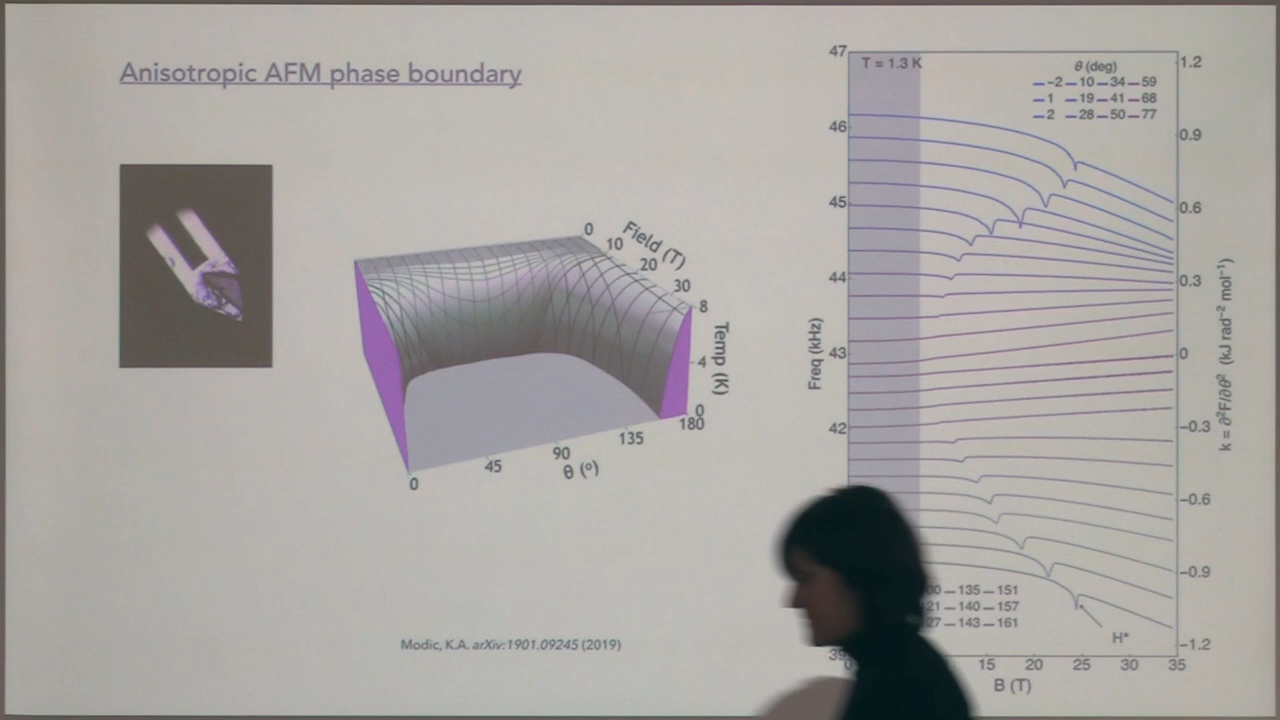 Anisotropic AFM phase boundary
0
10
20
30
Field (T)
8
4
0
Temp (K)
0
45
90
135
180
θ (º)
Modic, K.A. arXiv:1901.09245 (2019)
T = 1.3 K
θ (deg)
−2 10 34 59
1 19 41 68
2 28 50 77
47
46
45
44
43
42
Freq (kHz)
1.2
0.9
0.6
0.3
0
−0.3
−0.6
−0.9
−1.2
k = ∂²F/∂θ² (kJ rad⁻² mol⁻¹)
135 151
140 157
143 161
H*
15 20 25 30 35
B (T)